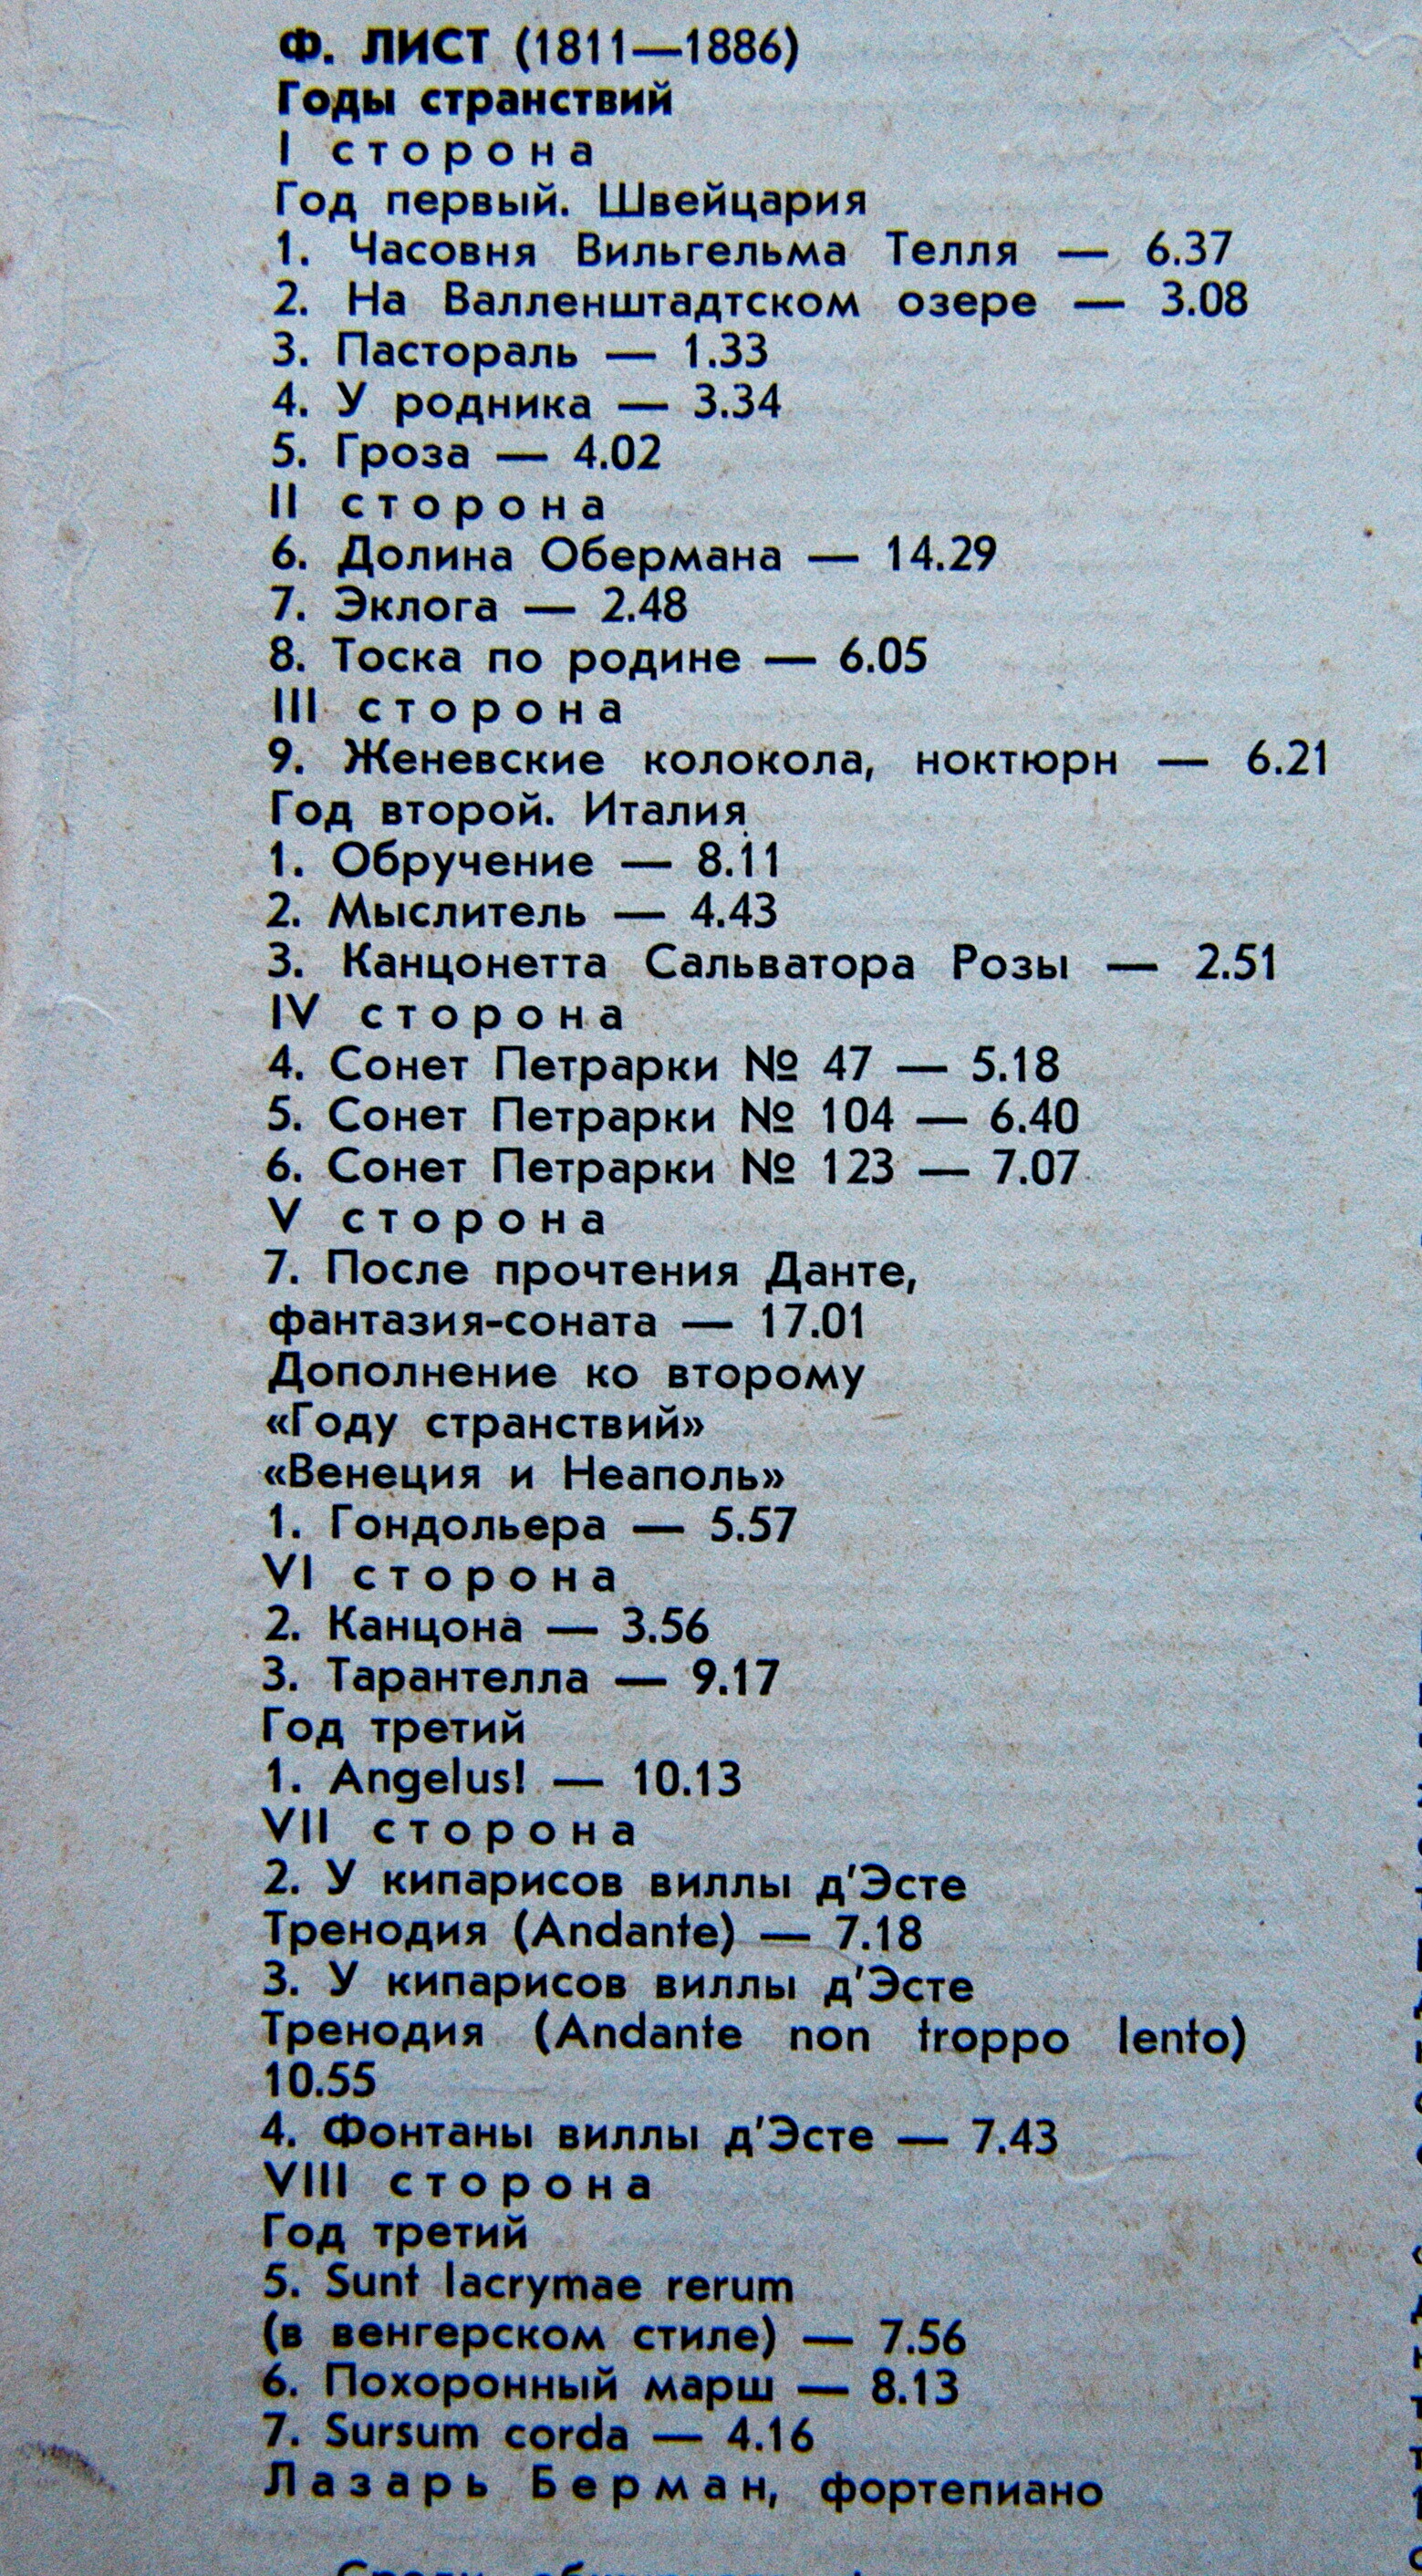 Ф. ЛИСТ (1811—1886)
Годы странствий
I сторона
Год первый. Швейцария
1. Часовня Вильгельма Телля — 6.37
2. На Валленштадтском озере — 3.08
3. Пастораль — 1.33
4. У родника — 3.34
5. Гроза — 4.02
II сторона
6. Долина Обермана — 14.29
7. Эклога — 2.48
8. Тоска по родине — 6.05
III сторона
9. Женевские колокола, ноктюрн — 6.21
Год второй. Италия
1. Обручение — 8.11
2. Мыслитель — 4.43
3. Канцонетта Сальватора Розы — 2.51
IV сторона
4. Сонет Петрарки № 47 — 5.18
5. Сонет Петрарки № 104 — 6.40
6. Сонет Петрарки № 123 — 7.07
V сторона
7. После прочтения Данте,
фантазия-соната — 17.01
Дополнение ко второму
«Году странствий»
«Венеция и Неаполь»
1. Гондольера — 5.57
VI сторона
2. Канцона — 3.56
3. Тарантелла — 9.17
Год третий
1. Angelus! — 10.13
VII сторона
2. У кипарисов виллы д'Эсте
Тренодия (Andante) — 7.18
3. У кипарисов виллы д'Эсте
Тренодия (Andante non troppo lento)
10.55
4. Фонтаны виллы д'Эсте — 7.43
VIII сторона
Год третий
5. Sunt lacrymae rerum
(в венгерском стиле) — 7.56
6. Похоронный марш — 8.13
7. Sursum corda — 4.16
Лазарь Берман, фортепиано